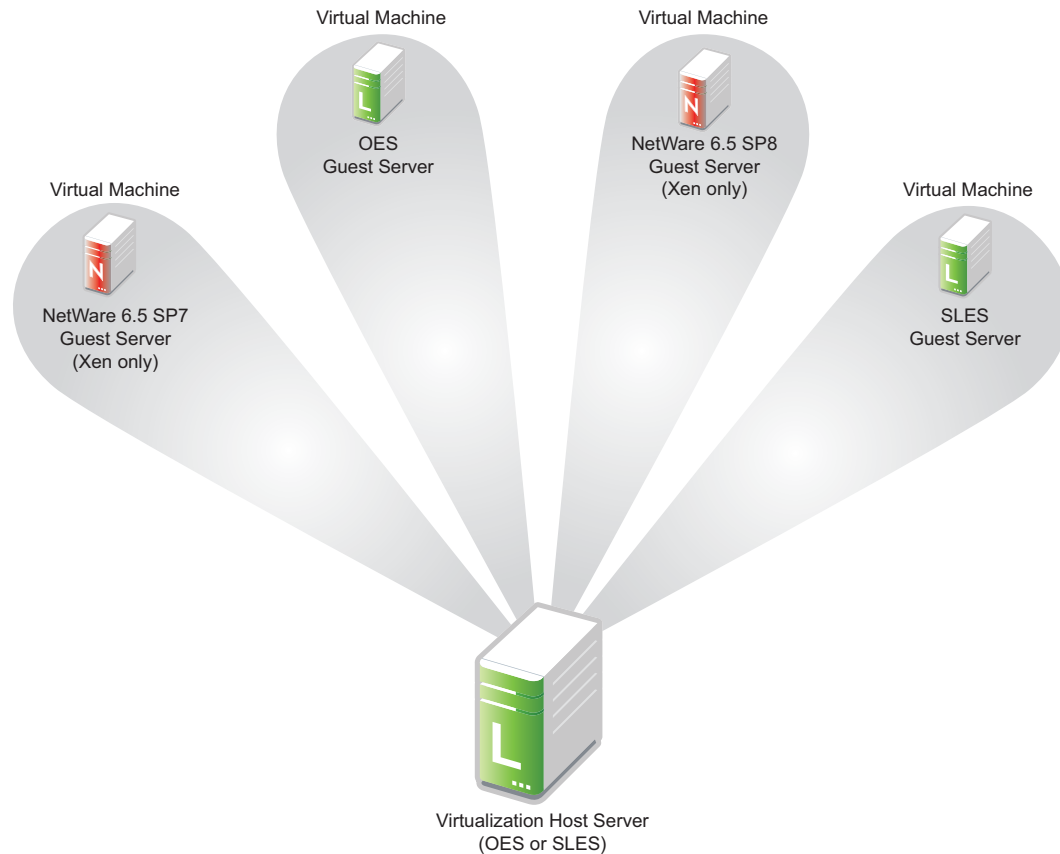 Virtual Machine
L
OES
Guest Server
Virtual Machine
N
NetWare 6.5 SP8
Guest Server
(Xen only)
Virtual Machine
N
NetWare 6.5 SP7
Guest Server
(Xen only)
Virtual Machine
L
SLES
Guest Server
L
Virtualization Host Server
(OES or SLES)